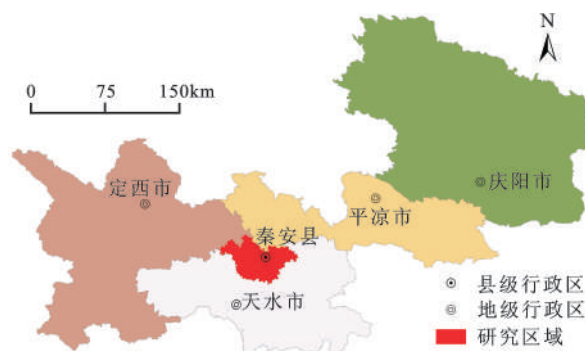 N
0 75 150km
定西市
庆阳市
平凉市
秦安县
天水市
县级行政区
地级行政区
研究区域